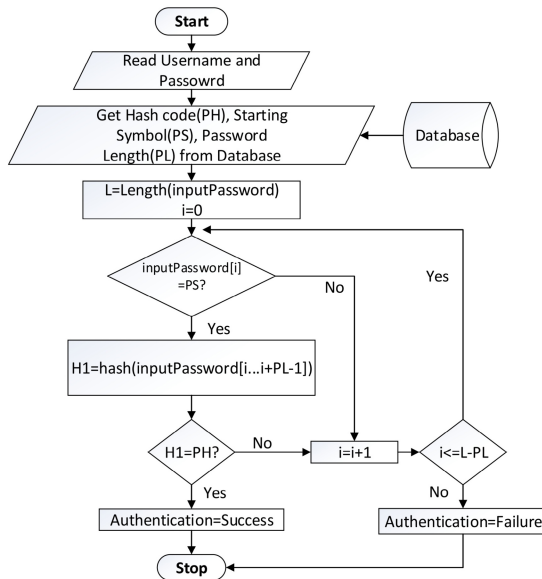 Start
Read Username and
Passowrd
Get Hash code(PH), Starting
Symbol(PS), Password
Length(PL) from Database
Database
L=Length(inputPassword)
i=0
inputPassword[i]
=PS?
No
Yes
Yes
H1=hash(inputPassword[i...i+PL-1])
H1=PH?
No
i=i+1
i<=L-PL
Yes
No
Authentication=Success
Authentication=Failure
Stop